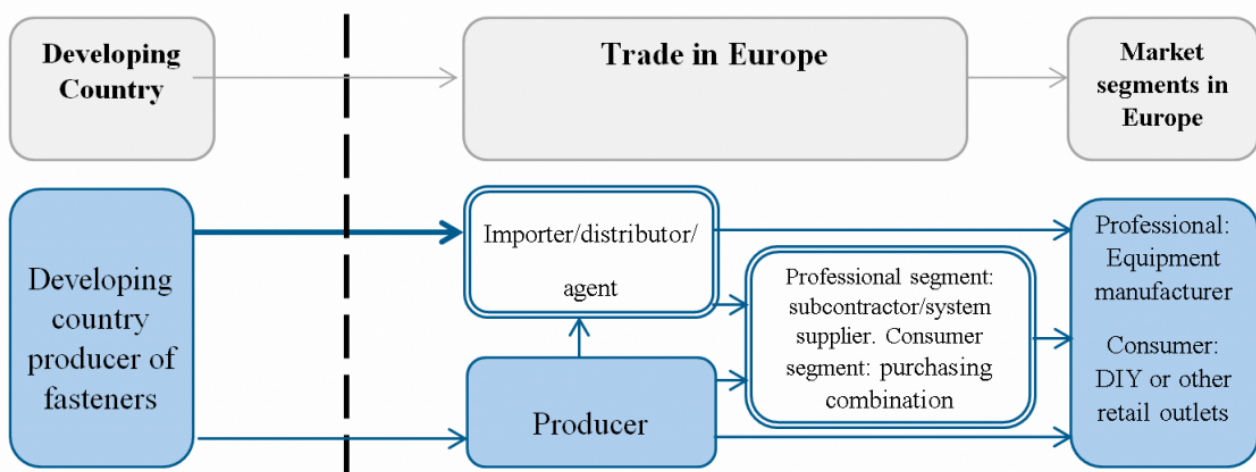 Developing
Country
Trade in Europe
Market
segments in
Europe
Developing
country
producer of
fasteners
Importer/distributor/
agent
Producer
Professional segment:
subcontractor/system
supplier. Consumer
segment: purchasing
combination
Professional:
Equipment
manufacturer
Consumer:
DIY or other
retail outlets